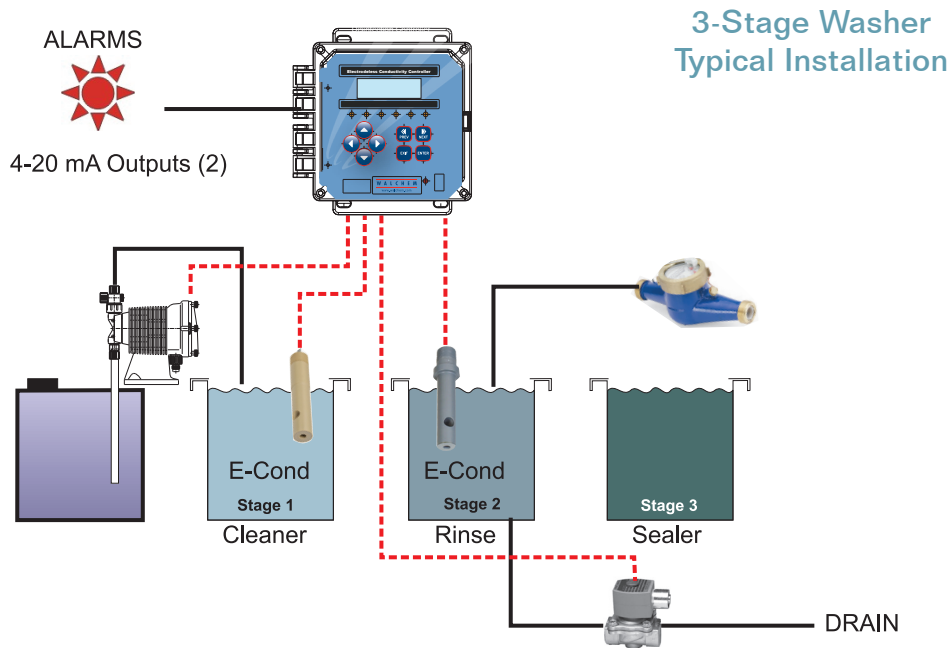 3-Stage Washer
Typical Installation
ALARMS
4-20 mA Outputs (2)
Electrodeless Conductivity Controller
PREV
NEXT
EXIT
ENTER
WALCHEM
E-Cond
Stage 1
Cleaner
E-Cond
Stage 2
Rinse
Stage 3
Sealer
DRAIN